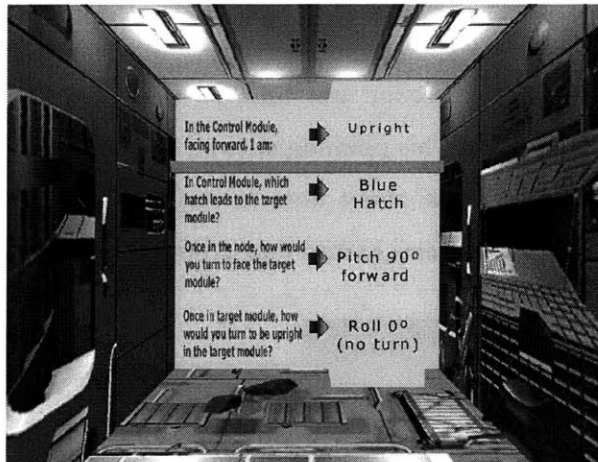 In the Control Module,
facing forward, I am:
Upright
In Control Module, which
hatch leads to the target
module?
Blue
Hatch
Once in the node, how would
you turn to face the target
module?
Pitch 90º
forward
Once in target module, how
would you turn to be upright
in the target module?
Roll 0º
(no turn)